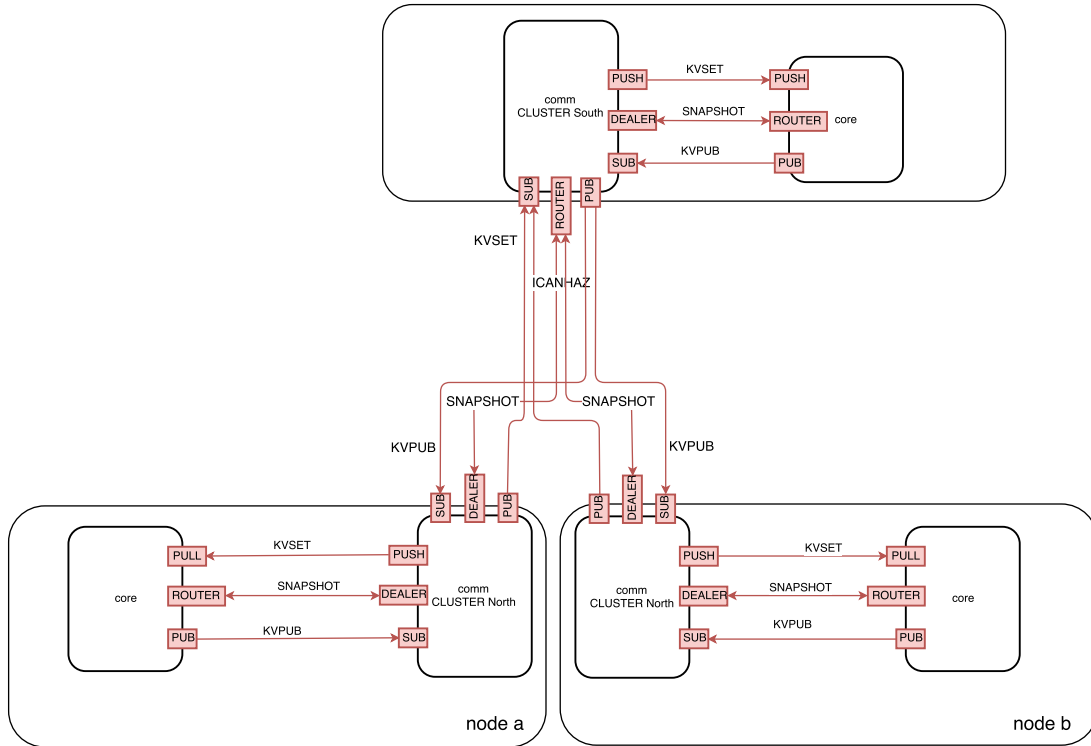 PUSH
KVSET
PUSH
comm
CLUSTER South
DEALER
SNAPSHOT
ROUTER
core
SUB
KVPUB
PUB
SUB
ROUTER
PUB
KVSET
ICANHAZ
SNAPSHOT
SNAPSHOT
KVPUB
KVPUB
SUB
DEALER
PUB
PUB
DEALER
SUB
PULL
KVSET
PUSH
core
ROUTER
SNAPSHOT
DEALER
comm
CLUSTER North
PUB
KVPUB
SUB
node a
PUSH
KVSET
PULL
comm
CLUSTER North
DEALER
SNAPSHOT
ROUTER
core
SUB
KVPUB
PUB
node b